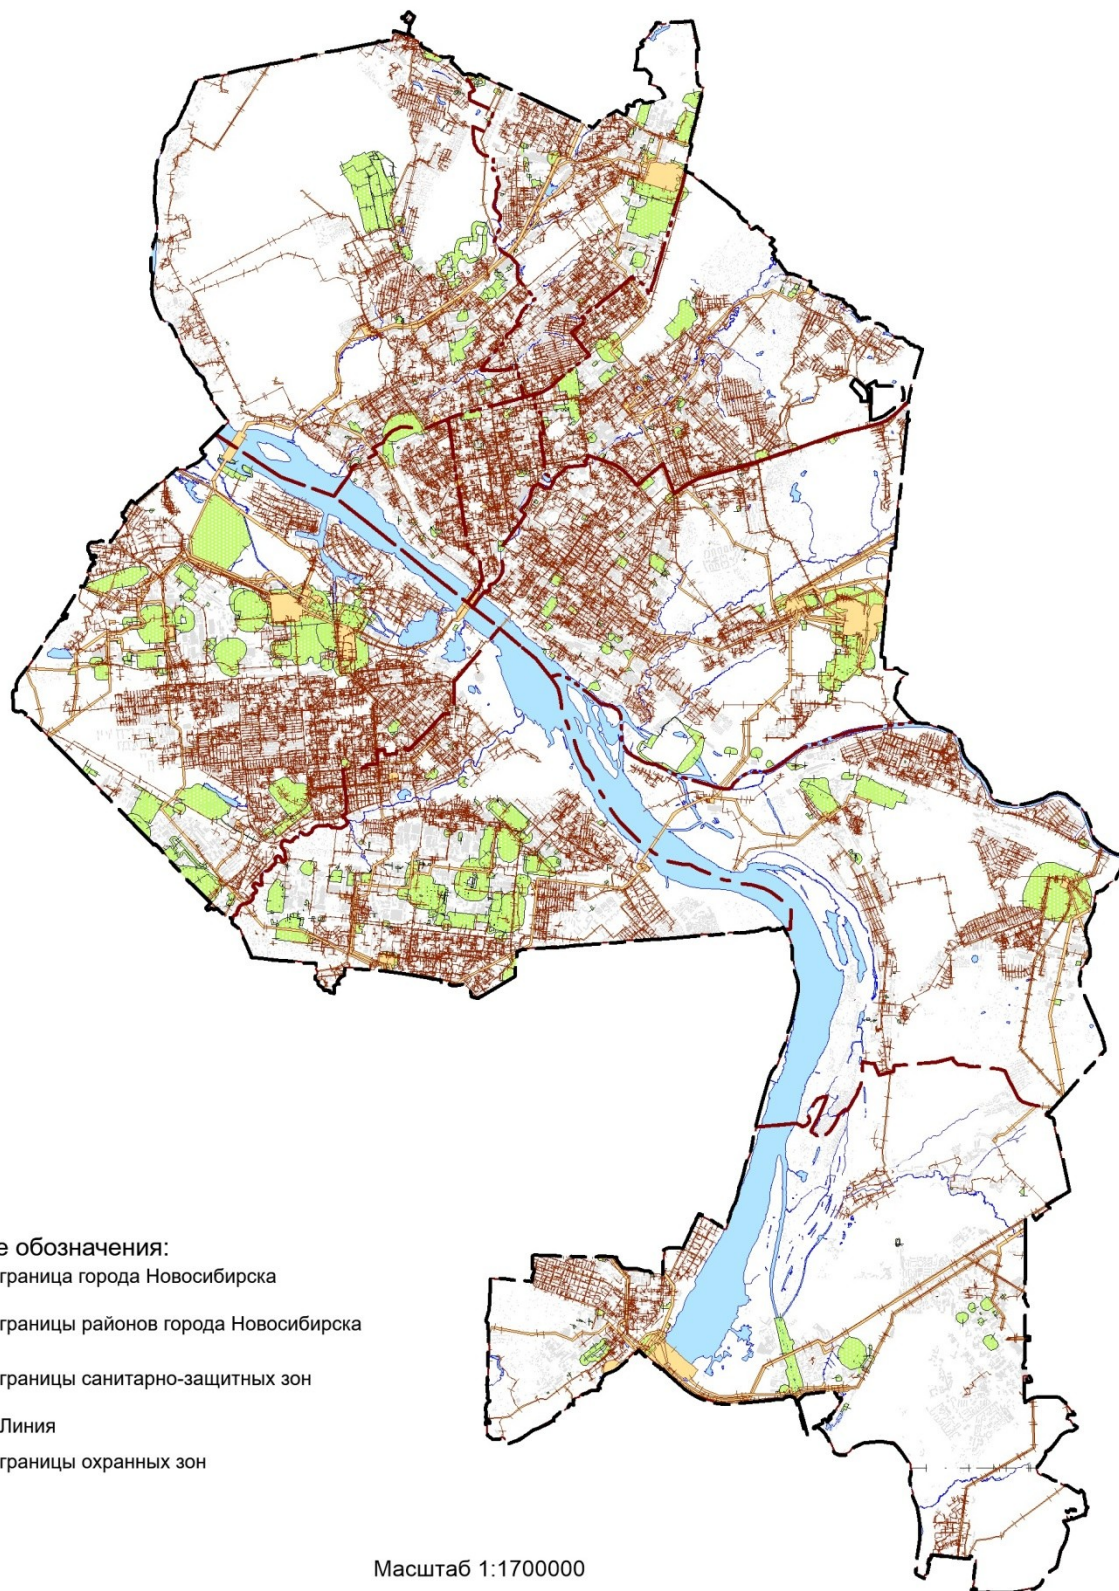 е обозначения:
граница города Новосибирска
границы районов города Новосибирска
границы санитарно-защитных зон
Линия
границы охранных зон
Масштаб 1:1700000